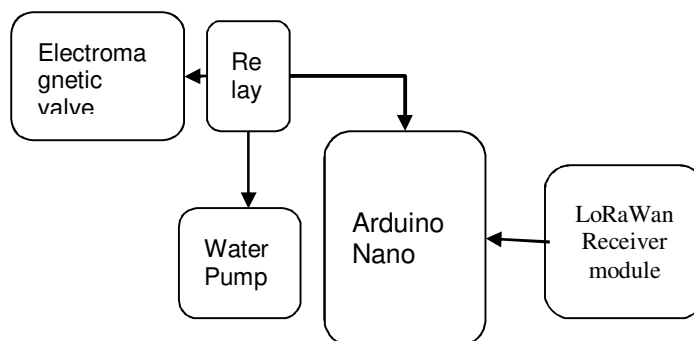 Electroma
gnetic
valve
Re
lay
Water
Pump
Arduino
Nano
LoRaWan
Receiver
module